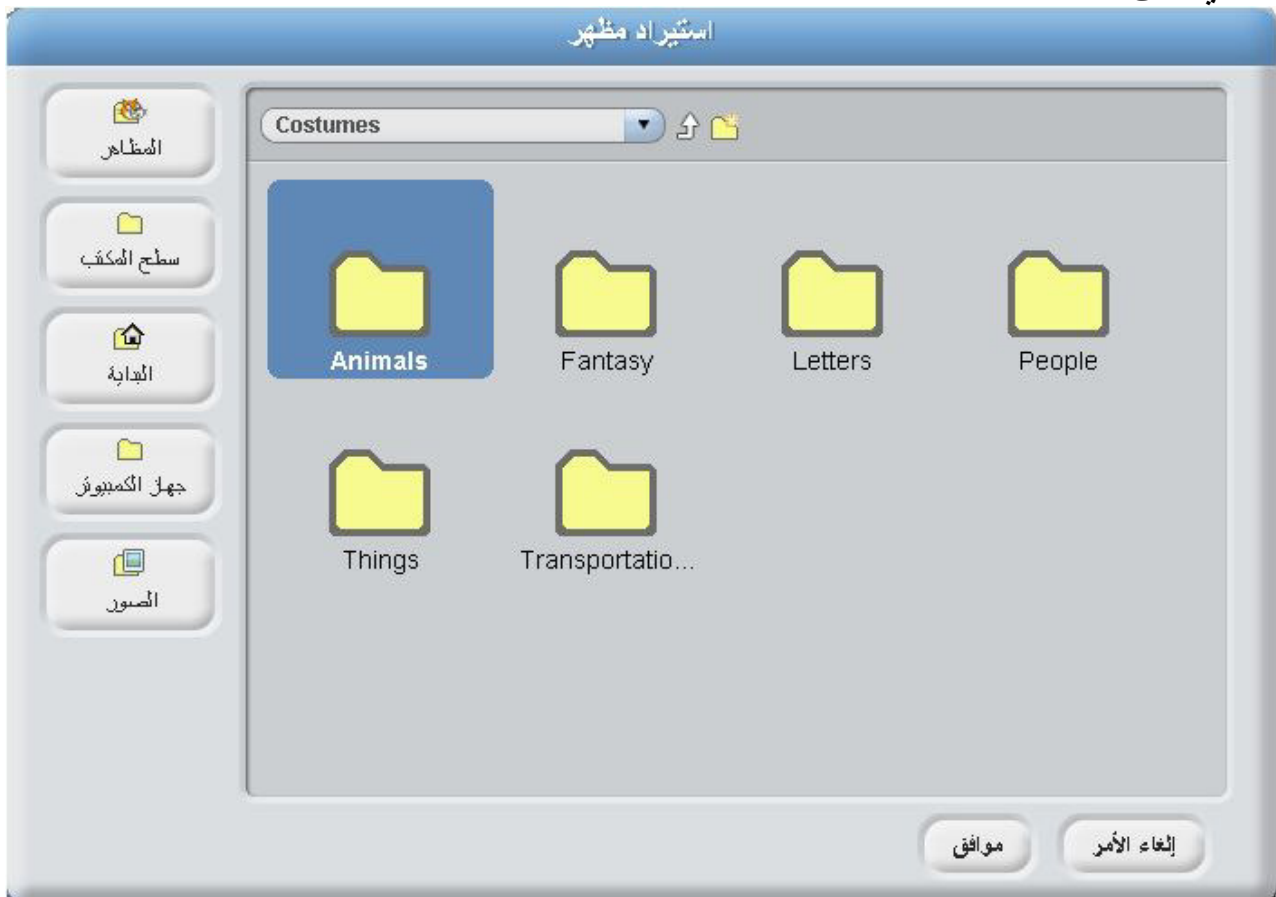 استيراد مظهر
المظاهر
سطح المكتب
البداية
جهاز الكمبيوتر
الصور
Costumes
Animals
Fantasy
Letters
People
Things
Transportatio...
موافق
إلغاء الأمر